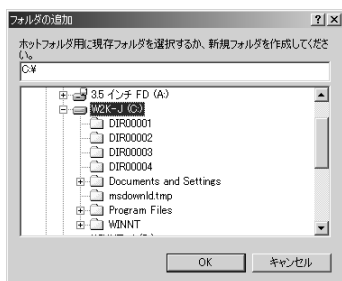 フォルダの追加
ホットフォルダ用に現存フォルダを選択するか、新規フォルダを作成してくださ
い。
C:¥
3.5 インチ FD (A:)
W2K-J (C:)
DIR00001
DIR00002
DIR00003
DIR00004
Documents and Settings
msdownld.tmp
Program Files
WINNT
OK
キャンセル